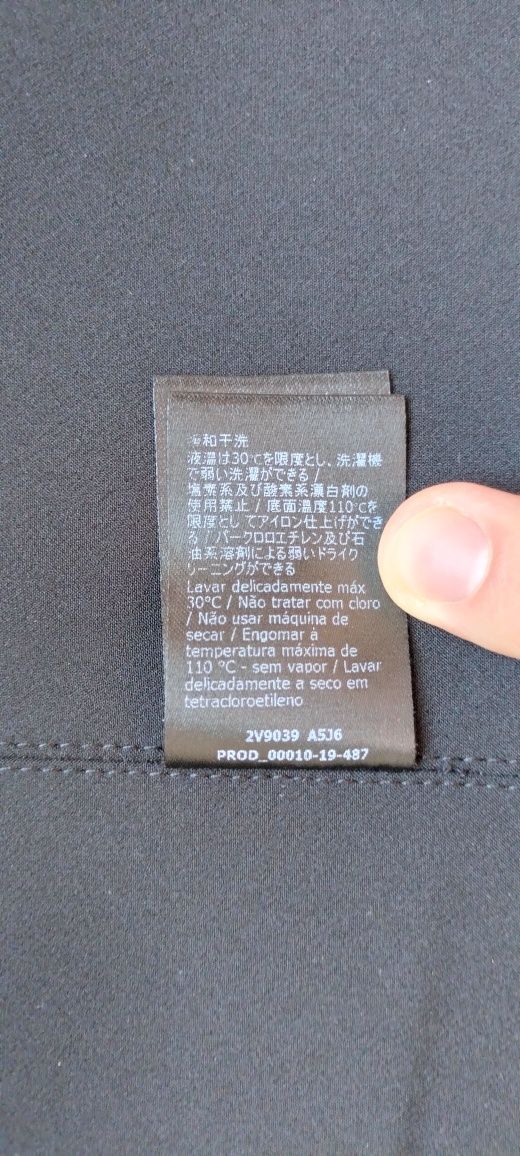 和干洗
液温は30℃を限度とし、洗濯機
で弱い洗濯ができる /
塩素系及び酸素系漂白剤の
使用禁止 / 底面温度110℃を
限度としてアイロン仕上げができ
る / パークロロエチレン及び石
油系溶剤による弱いドライク
リーニングができる
Lavar delicadamente máx
30°C / Não tratar com cloro
/ Não usar máquina de
secar / Engomar à
temperatura máxima de
110 °C - sem vapor / Lavar
delicadamente a seco em
tetracloroetileno
2V9039 A5J6
PROD_00010-19-487